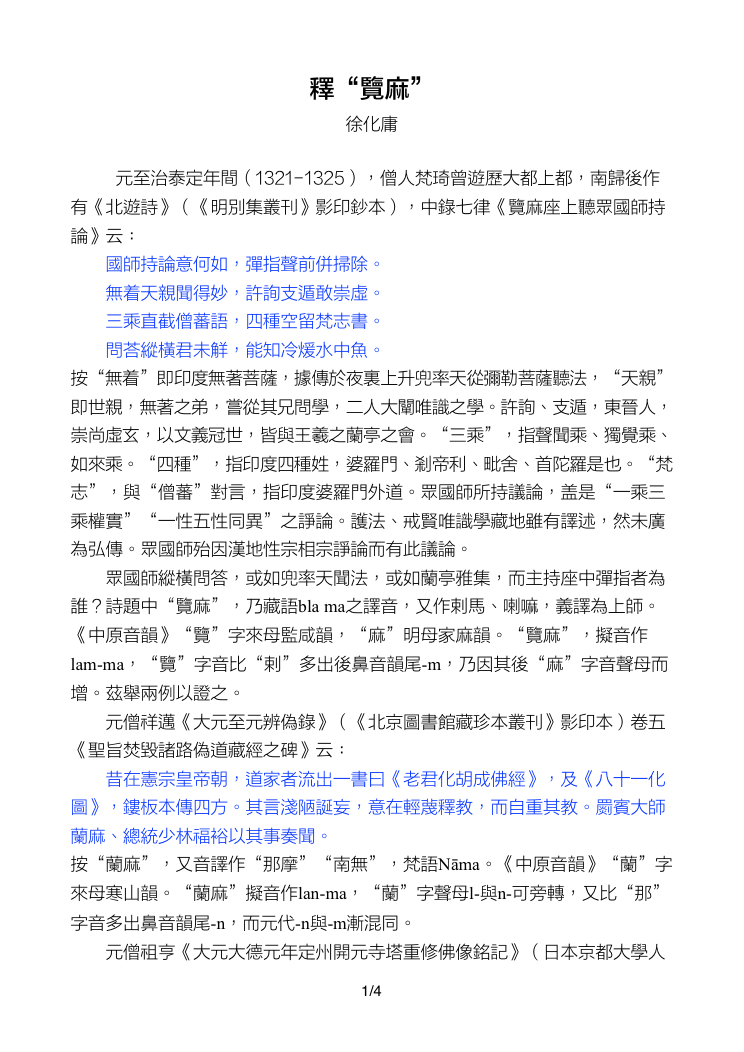 釋“覽麻”
徐化庸
元至治泰定年間（1321-1325），僧人梵琦曾遊歷大都上都，南歸後作
有《北遊詩》（《明別集叢刊》影印鈔本），中錄七律《覽麻座上聽眾國師持
論》云：
國師持論意何如，彈指聲前併掃除。
無着天親聞得妙，許詢支遁敢崇虛。
三乘直截僧蕃語，四種空留梵志書。
問答縱橫君未解，能知冷煖水中魚。
按“無着”即印度無著菩薩，據傳於夜裏上升兜率天從彌勒菩薩聽法，“天親”
即世親，無著之弟，嘗從其兄問學，二人大闡唯識之學。許詢、支遁，東晉人，
崇尚虛玄，以文義冠世，皆與王羲之蘭亭之會。“三乘”，指聲聞乘、獨覺乘、
如來乘。“四種”，指印度四種姓，婆羅門、剎帝利、毗舍、首陀羅是也。“梵
志”，與“僧蕃”對言，指印度婆羅門外道。眾國師所持議論，盖是“一乘三
乘權實”“一性五性同異”之諍論。護法、戒賢唯識學藏地雖有譯述，然未廣
為弘傳。眾國師殆因漢地性宗相宗諍論而有此議論。
眾國師縱橫問答，或如兜率天聞法，或如蘭亭雅集，而主持座中彈指者為
誰？詩題中“覽麻”，乃藏語bla ma之譯音，又作剌馬、喇嘛，義譯為上師。
《中原音韻》“覽”字來母監咸韻，“麻”明母家麻韻。“覽麻”，擬音作
lam-ma，“覽”字音比“剌”多出後鼻音韻尾-m，乃因其後“麻”字音聲母而
增。茲舉兩例以證之。
元僧祥邁《大元至元辨偽錄》（《北京圖書館藏珍本叢刊》影印本）卷五
《聖旨焚毀諸路偽道藏經之碑》云：
昔在憲宗皇帝朝，道家者流出一書曰《老君化胡成佛經》，及《八十一化
圖》，鏤板本傳四方。其言淺陋誕妄，意在輕蔑釋教，而自重其教。罽賓大師
蘭麻、總統少林福裕以其事奏聞。
按“蘭麻”，又音譯作“那摩”“南無”，梵語Nāma。《中原音韻》“蘭”字
來母寒山韻。“蘭麻”擬音作lan-ma，“蘭”字聲母l-與n-可旁轉，又比“那”
字音多出鼻音韻尾-n，而元代-n與-m漸混同。
元僧祖亨《大元大德元年定州開元寺塔重修佛像銘記》（日本京都大學人
1/4